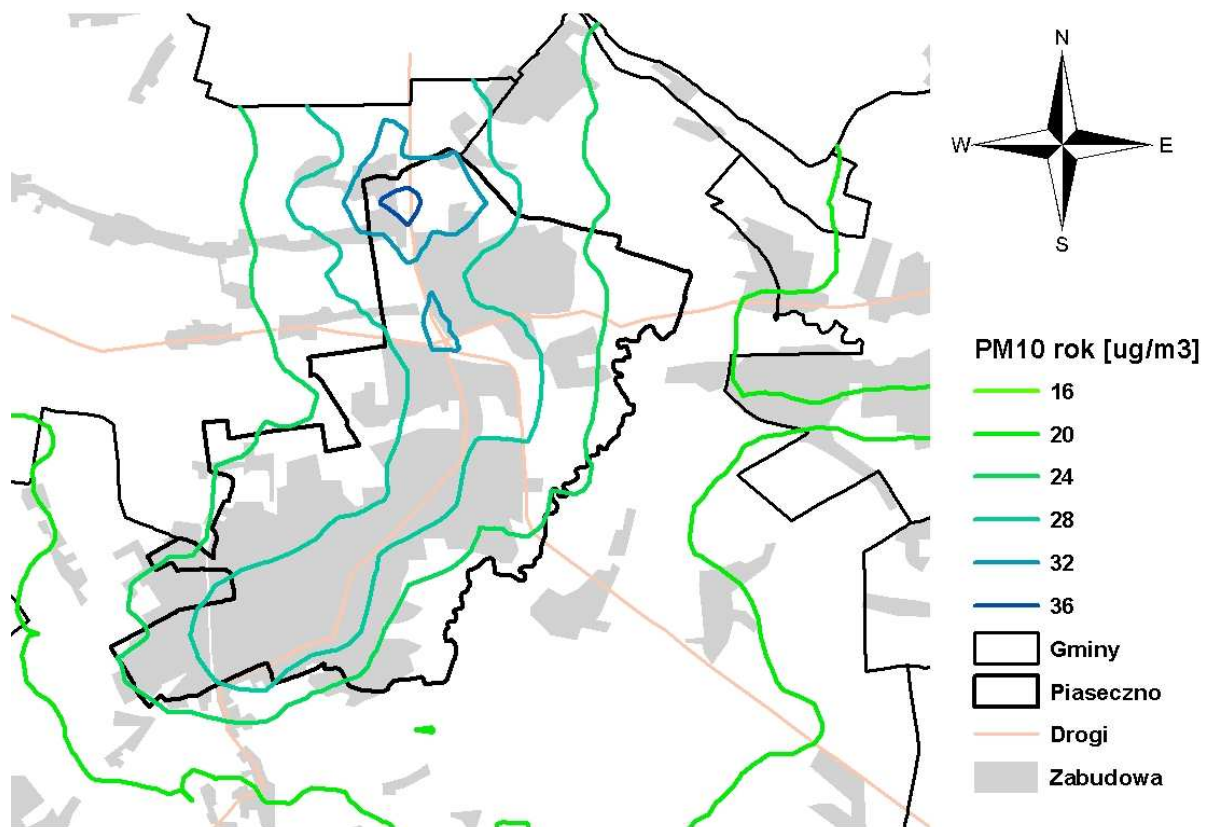 N
W E
S
PM10 rok [ug/m3]
16
20
24
28
32
36
Gminy
Piaseczno
Drogi
Zabudowa